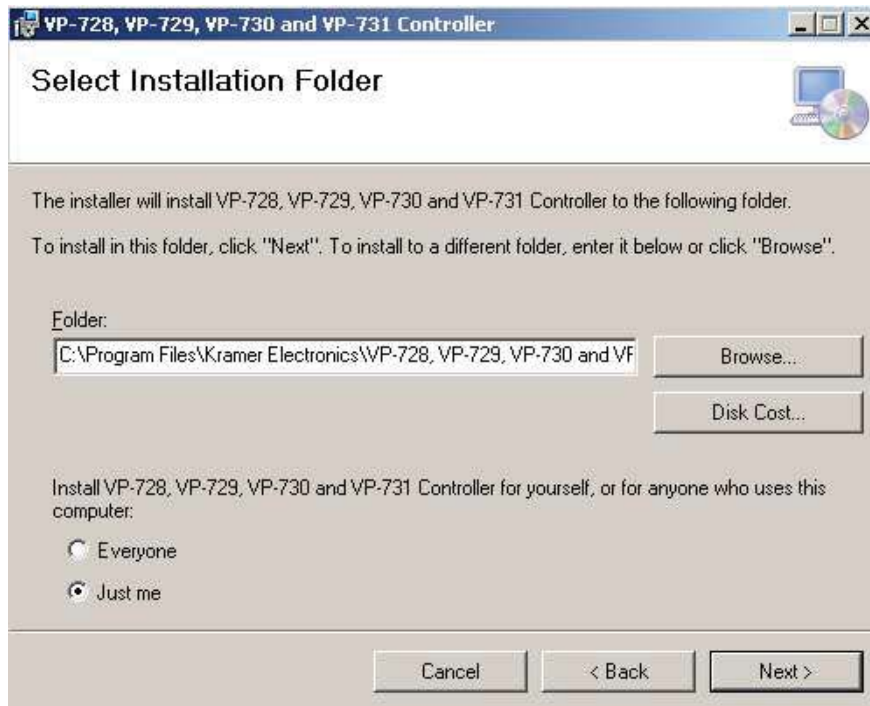 VP-728, VP-729, VP-730 and VP-731 Controller
Select Installation Folder
The installer will install VP-728, VP-729, VP-730 and VP-731 Controller to the following folder.
To install in this folder, click "Next". To install to a different folder, enter it below or click "Browse".
Folder:
C:\Program Files\Kramer Electronics\VP-728, VP-729, VP-730 and VP
Browse...
Disk Cost...
Install VP-728, VP-729, VP-730 and VP-731 Controller for yourself, or for anyone who uses this
computer:
Everyone
Just me
Cancel
< Back
Next >